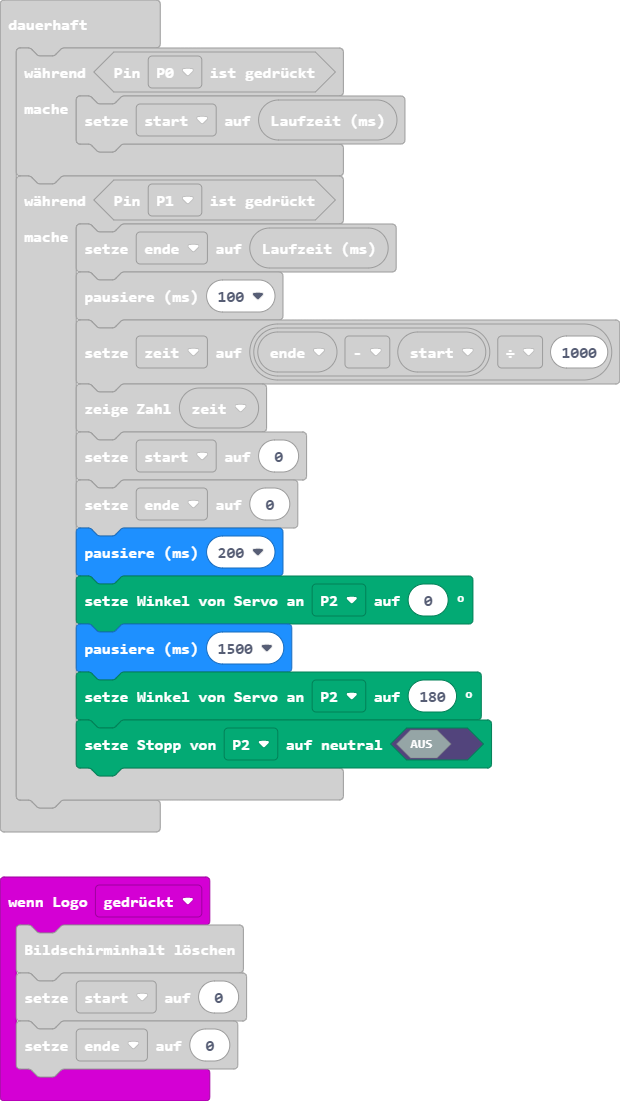 dauerhaft
während Pin P0 ist gedrückt
mache setze start auf Laufzeit (ms)
während Pin P1 ist gedrückt
mache setze ende auf Laufzeit (ms)
pausiere (ms) 100
setze zeit auf ende - start ÷ 1000
zeige Zahl zeit
setze start auf 0
setze ende auf 0
pausiere (ms) 200
setze Winkel von Servo an P2 auf 0 °
pausiere (ms) 1500
setze Winkel von Servo an P2 auf 180 °
setze Stopp von P2 auf neutral AUS
wenn Logo gedrückt
Bildschirminhalt löschen
setze start auf 0
setze ende auf 0